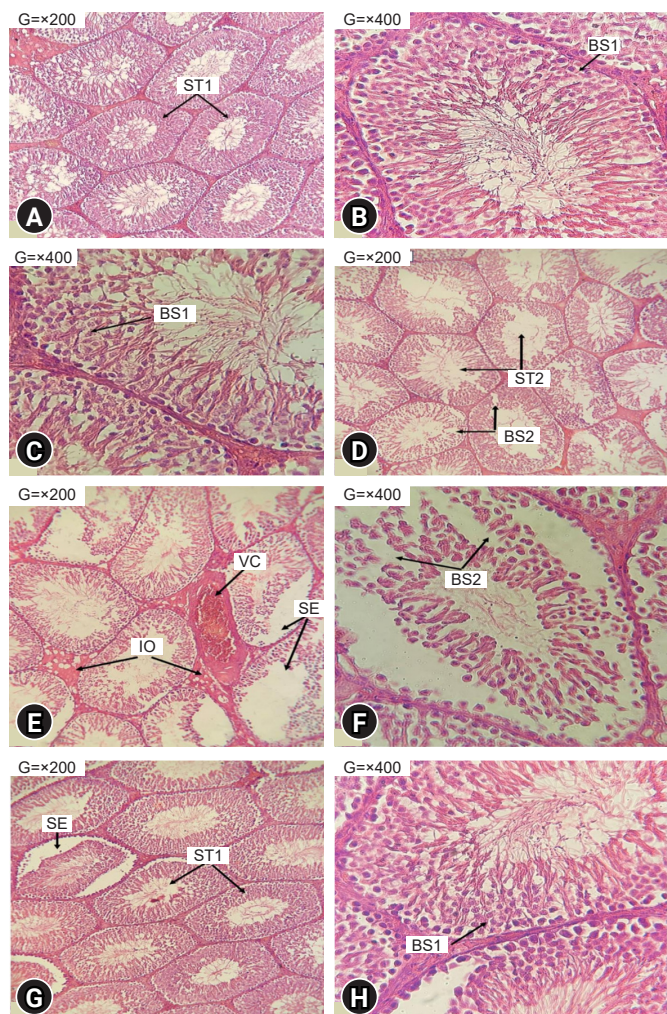 G=×200
ST1
A
G=×400
BS1
B
G=×400
BS1
C
G=×200
ST2
BS2
D
G=×200
VC
SE
IO
E
G=×400
BS2
F
G=×200
SE
ST1
G
G=×400
BS1
H